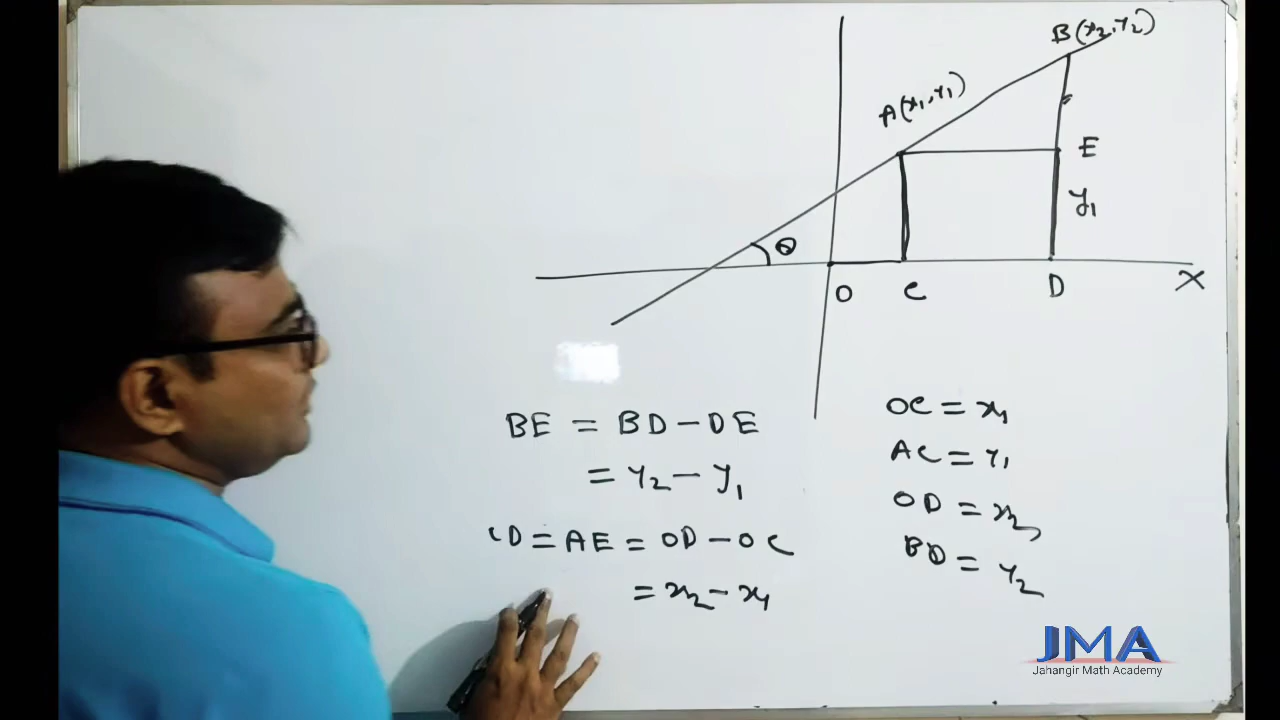 B(x₂,y₂)
A(x₁,y₁)
E
y₁
θ
O C D X
BE = BD - DE
= y₂ - y₁
CD = AE = OD - OC
= x₂ - x₁
OC = x₁
AC = y₁
OD = x₂
BD = y₂
JMA
Jahangir Math Academy